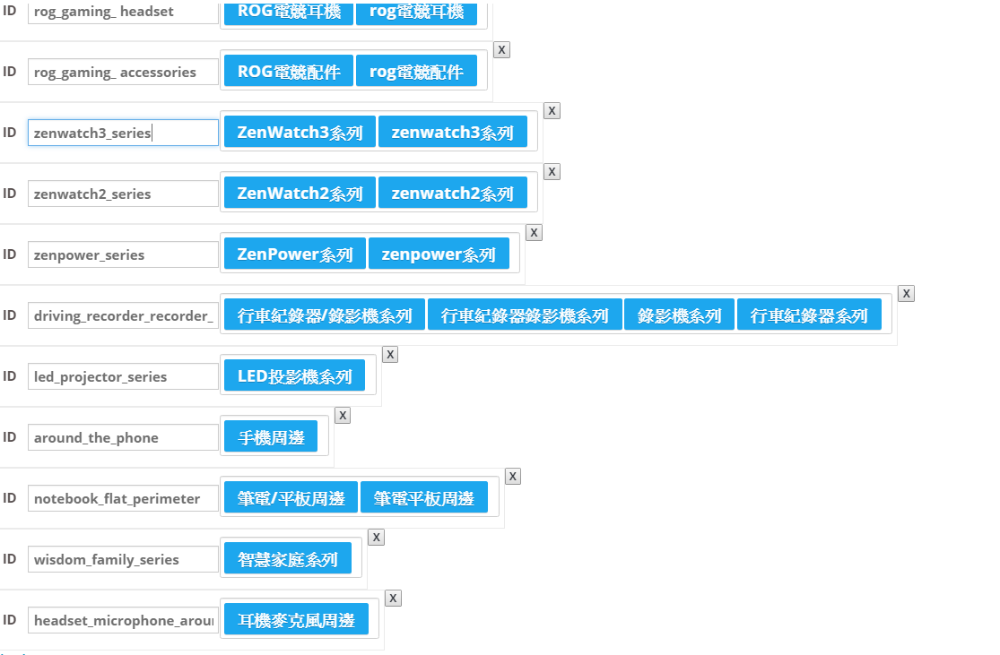 ID rog_gaming_ headset ROG電競耳機 rog電競耳機
X
ID rog_gaming_ accessories ROG電競配件 rog電競配件
X
ID zenwatch3_series ZenWatch3系列 zenwatch3系列
X
ID zenwatch2_series ZenWatch2系列 zenwatch2系列
X
ID zenpower_series ZenPower系列 zenpower系列
X
ID driving_recorder_recorder_ 行車紀錄器/錄影機系列 行車紀錄器錄影機系列 錄影機系列 行車紀錄器系列
X
ID led_projector_series LED投影機系列
X
ID around_the_phone 手機周邊
X
ID notebook_flat_perimeter 筆電/平板周邊 筆電平板周邊
X
ID wisdom_family_series 智慧家庭系列
X
ID headset_microphone_arou 耳機麥克風周邊